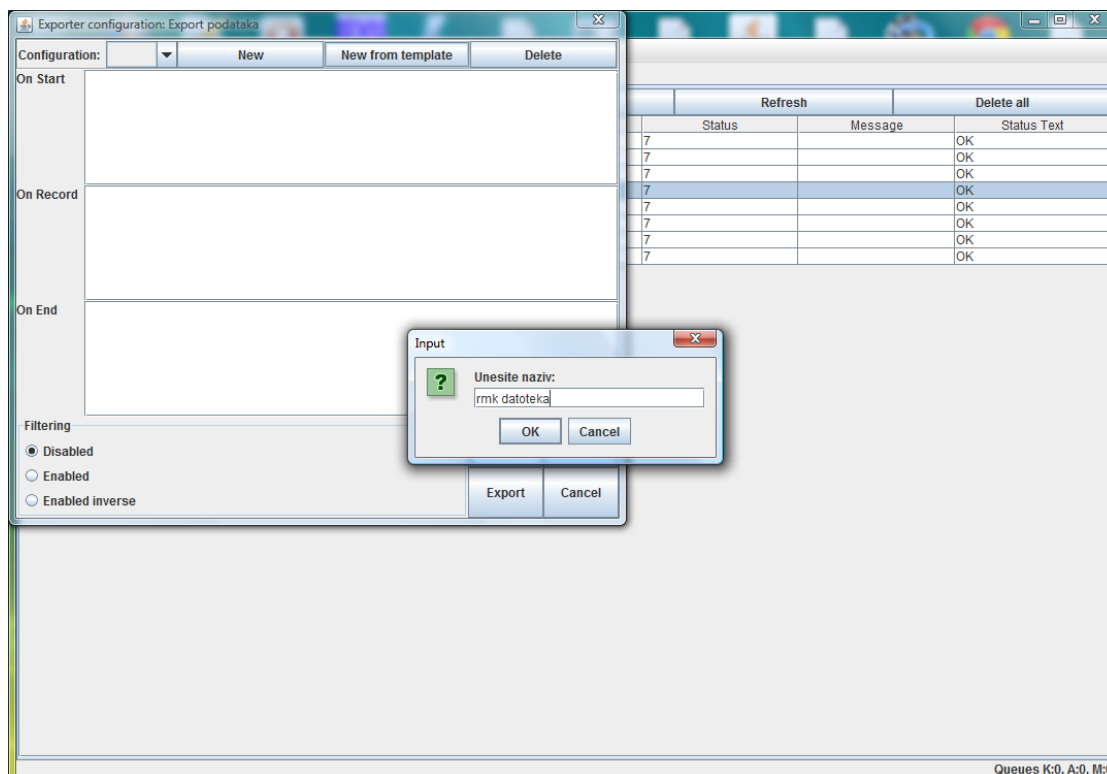 Exporter configuration: Export podataka
Configuration: New New from template Delete
On Start
On Record
On End
Filtering
Disabled
Enabled
Enabled inverse
Export Cancel
Input
Unesite naziv:
rmk datoteka
OK Cancel
Refresh Delete all
Status Message Status Text
7 OK
7 OK
7 OK
7 OK
7 OK
7 OK
7 OK
7 OK
Queues K:0, A:0, M: